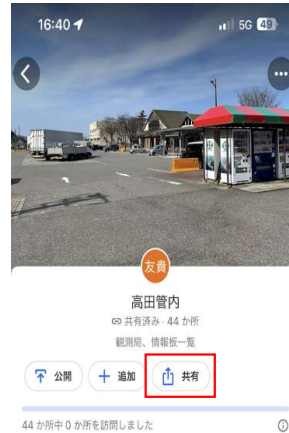 16:40
5G 49
友貴
高田管内
共有済み · 44 か所
観測局、情報板一覧
公開
追加
共有
44 か所中 0 か所を訪問しました